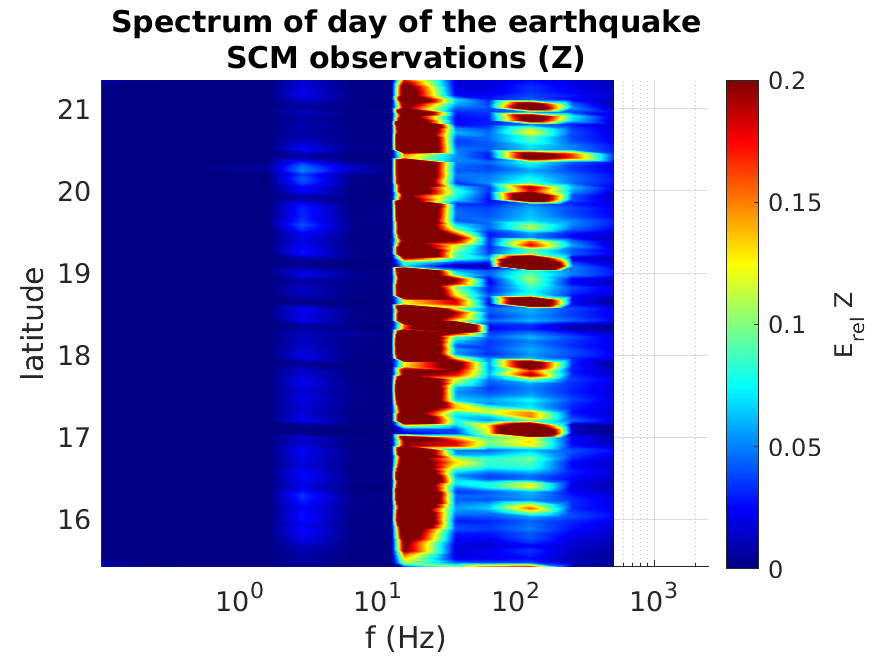 Spectrum of day of the earthquake
SCM observations (Z)
21
20
19
18
17
16
latitude
10^0 10^1 10^2 10^3
f (Hz)
0.2
0.15
0.1
0.05
0
E_rel Z